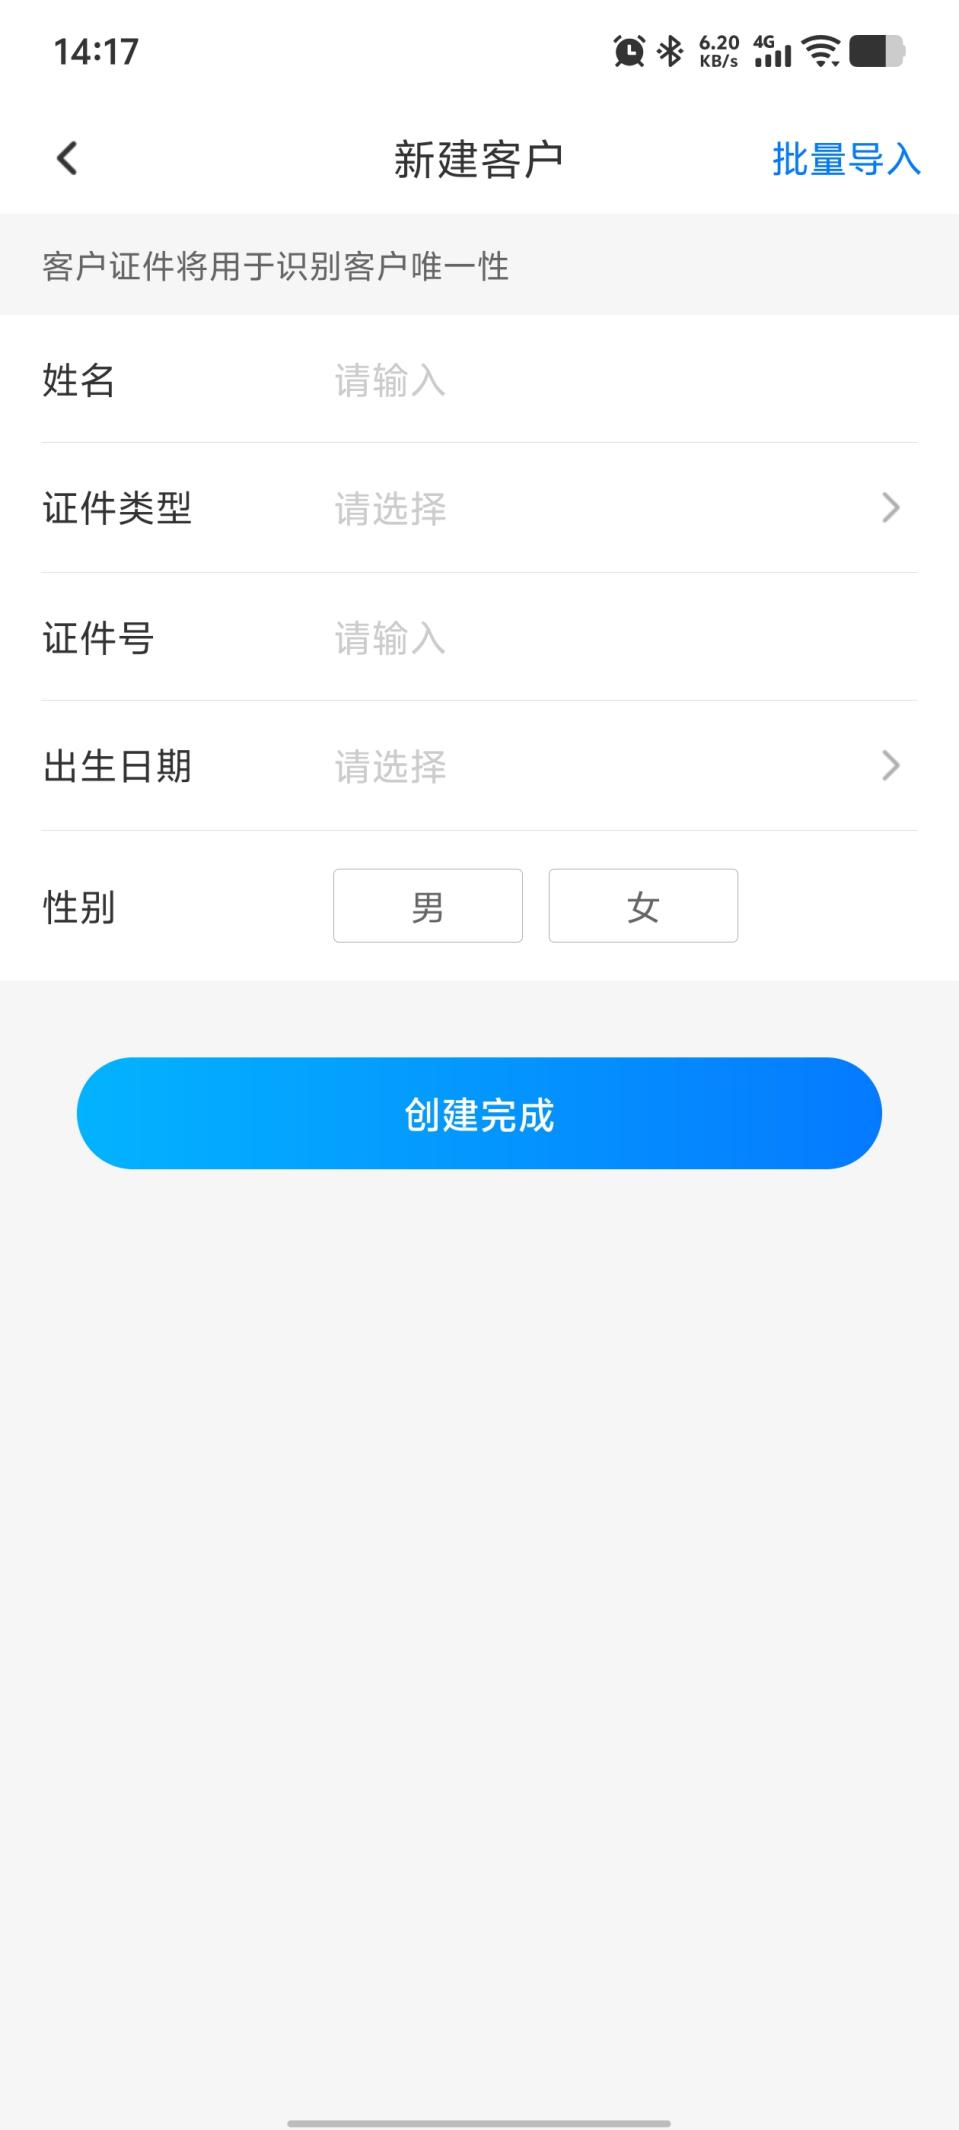 14:17
6.20 KB/s 4G
新建客户
批量导入
客户证件将用于识别客户唯一性
姓名 请输入
证件类型 请选择
证件号 请输入
出生日期 请选择
性别 男 女
创建完成